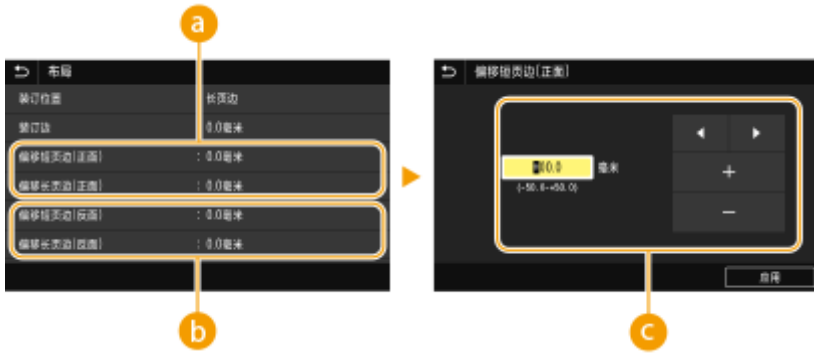 a
布局
装订位置 长页边
装订边 0.0毫米
偏移短页边(正面) : 0.0毫米
偏移长页边(正面) : 0.0毫米
偏移短页边(反面) : 0.0毫米
偏移长页边(反面) : 0.0毫米
b
偏移短页边(正面)
+00.0 毫米
(-50.0-+50.0)
+
−
应用
c